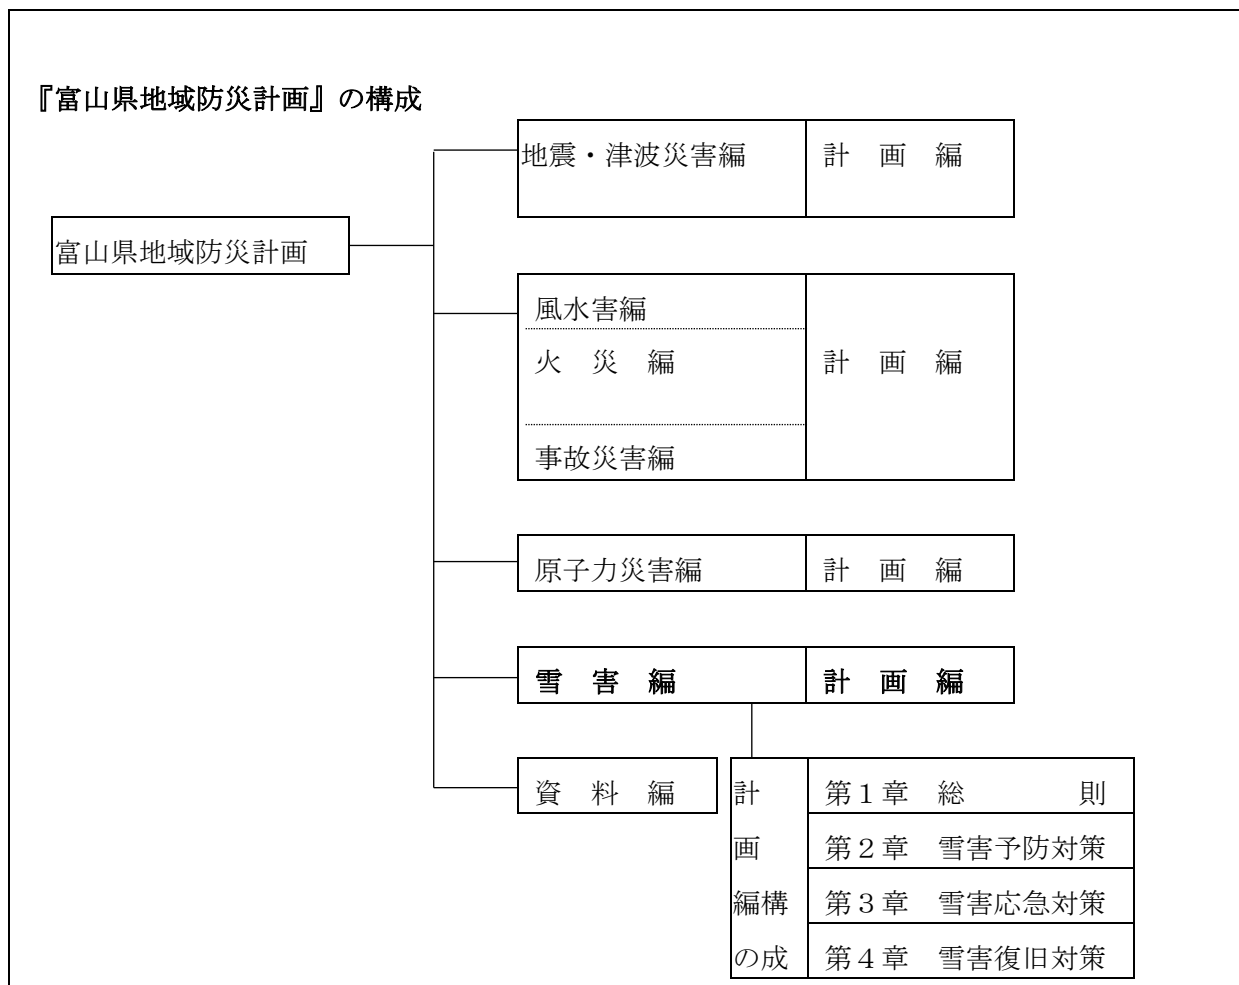 『富山県地域防災計画』の構成
地震・津波災害編 計 画 編
富山県地域防災計画
風水害編
火 災 編 計 画 編
事故災害編
原子力災害編 計 画 編
雪 害 編 計 画 編
資 料 編
計 第1章 総 則
画 第2章 雪害予防対策
編構 第3章 雪害応急対策
の成 第4章 雪害復旧対策